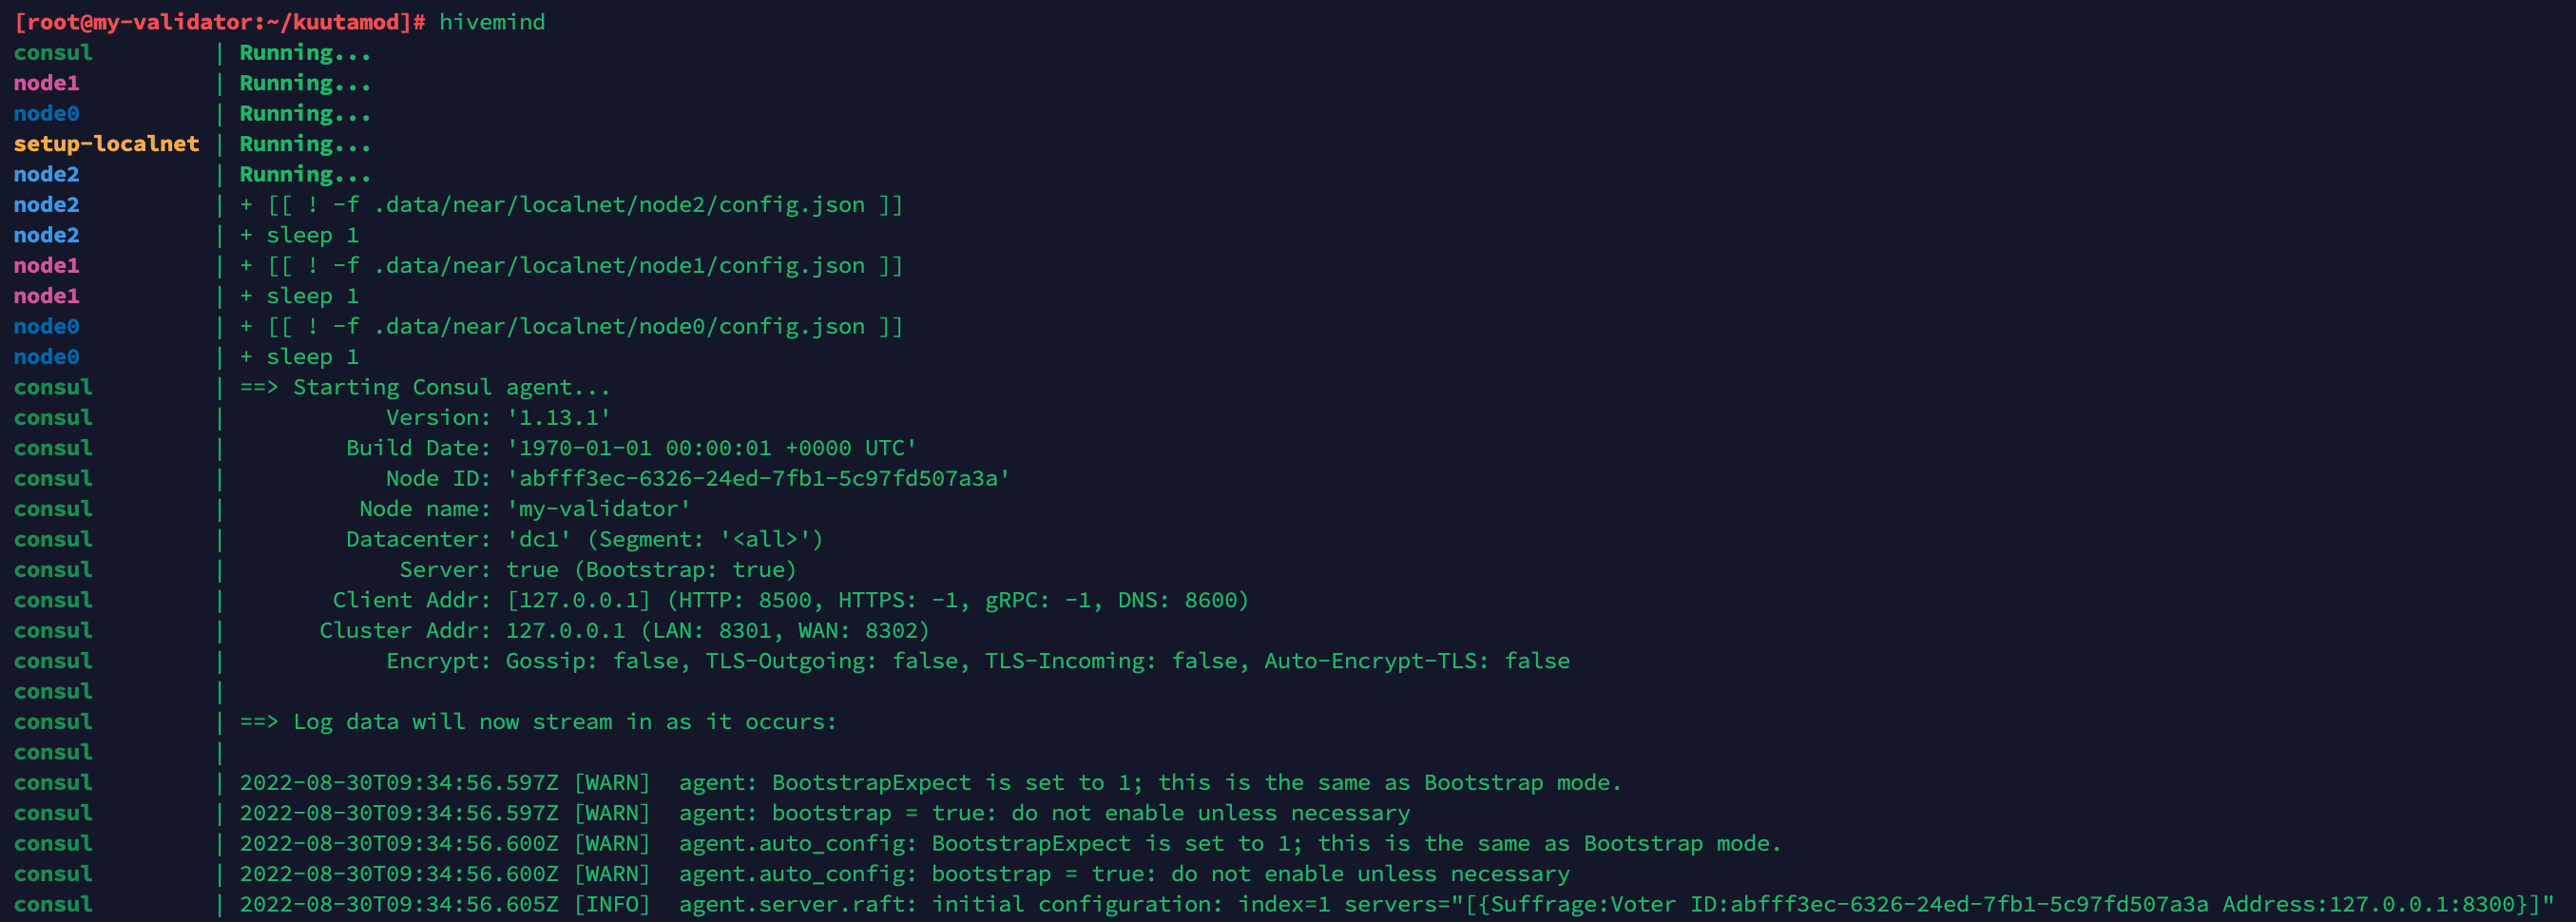 [root@my-validator:~/kuutamod]# hivemind
consul | Running...
node1 | Running...
node0 | Running...
setup-localnet | Running...
node2 | Running...
node2 | + [[ ! -f .data/near/localnet/node2/config.json ]]
node2 | + sleep 1
node1 | + [[ ! -f .data/near/localnet/node1/config.json ]]
node1 | + sleep 1
node0 | + [[ ! -f .data/near/localnet/node0/config.json ]]
node0 | + sleep 1
consul | ==> Starting Consul agent...
consul | Version: '1.13.1'
consul | Build Date: '1970-01-01 00:00:01 +0000 UTC'
consul | Node ID: 'abfff3ec-6326-24ed-7fb1-5c97fd507a3a'
consul | Node name: 'my-validator'
consul | Datacenter: 'dc1' (Segment: '<all>')
consul | Server: true (Bootstrap: true)
consul | Client Addr: [127.0.0.1] (HTTP: 8500, HTTPS: -1, gRPC: -1, DNS: 8600)
consul | Cluster Addr: 127.0.0.1 (LAN: 8301, WAN: 8302)
consul | Encrypt: Gossip: false, TLS-Outgoing: false, TLS-Incoming: false, Auto-Encrypt-TLS: false
consul |
consul | ==> Log data will now stream in as it occurs:
consul |
consul | 2022-08-30T09:34:56.597Z [WARN]  agent: BootstrapExpect is set to 1; this is the same as Bootstrap mode.
consul | 2022-08-30T09:34:56.597Z [WARN]  agent: bootstrap = true: do not enable unless necessary
consul | 2022-08-30T09:34:56.600Z [WARN]  agent.auto_config: BootstrapExpect is set to 1; this is the same as Bootstrap mode.
consul | 2022-08-30T09:34:56.600Z [WARN]  agent.auto_config: bootstrap = true: do not enable unless necessary
consul | 2022-08-30T09:34:56.605Z [INFO]  agent.server.raft: initial configuration: index=1 servers="[{Suffrage:Voter ID:abfff3ec-6326-24ed-7fb1-5c97fd507a3a Address:127.0.0.1:8300}]"